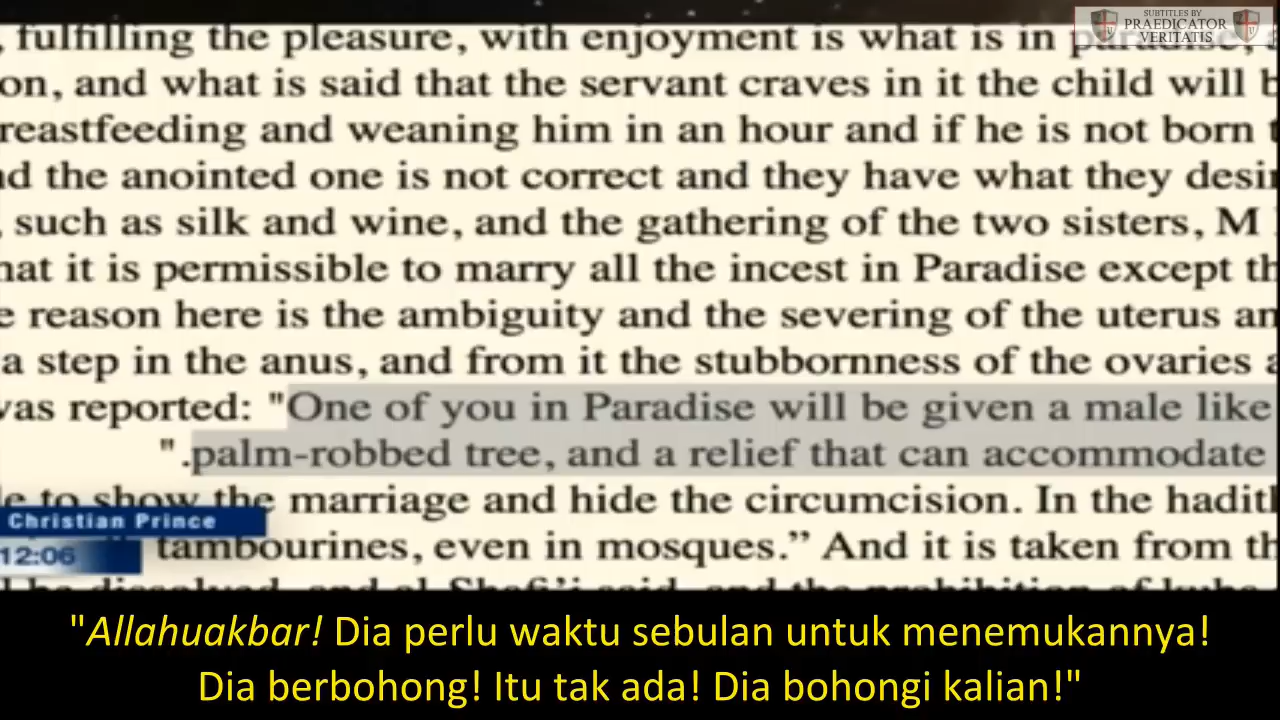 SUBTITLES BY
PRAEDICATOR
VERITATIS
, fulfilling the pleasure, with enjoyment is what is in
on, and what is said that the servant craves in it the child will b
reastfeeding and weaning him in an hour and if he is not born t
nd the anointed one is not correct and they have what they desir
, such as silk and wine, and the gathering of the two sisters, M
hat it is permissible to marry all the incest in Paradise except th
e reason here is the ambiguity and the severing of the uterus an
a step in the anus, and from it the stubbornness of the ovaries a
was reported: "One of you in Paradise will be given a male like
".palm-robbed tree, and a relief that can accommodate
le to show the marriage and hide the circumcision. In the hadith
Christian Prince
tambourines, even in mosques.” And it is taken from th
12:06
"Allahuakbar! Dia perlu waktu sebulan untuk menemukannya!
Dia berbohong! Itu tak ada! Dia bohongi kalian!"